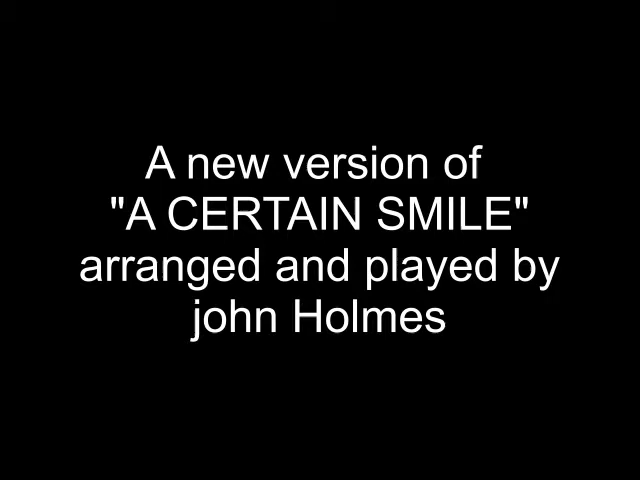 A new version of
"A CERTAIN SMILE"
arranged and played by
john Holmes